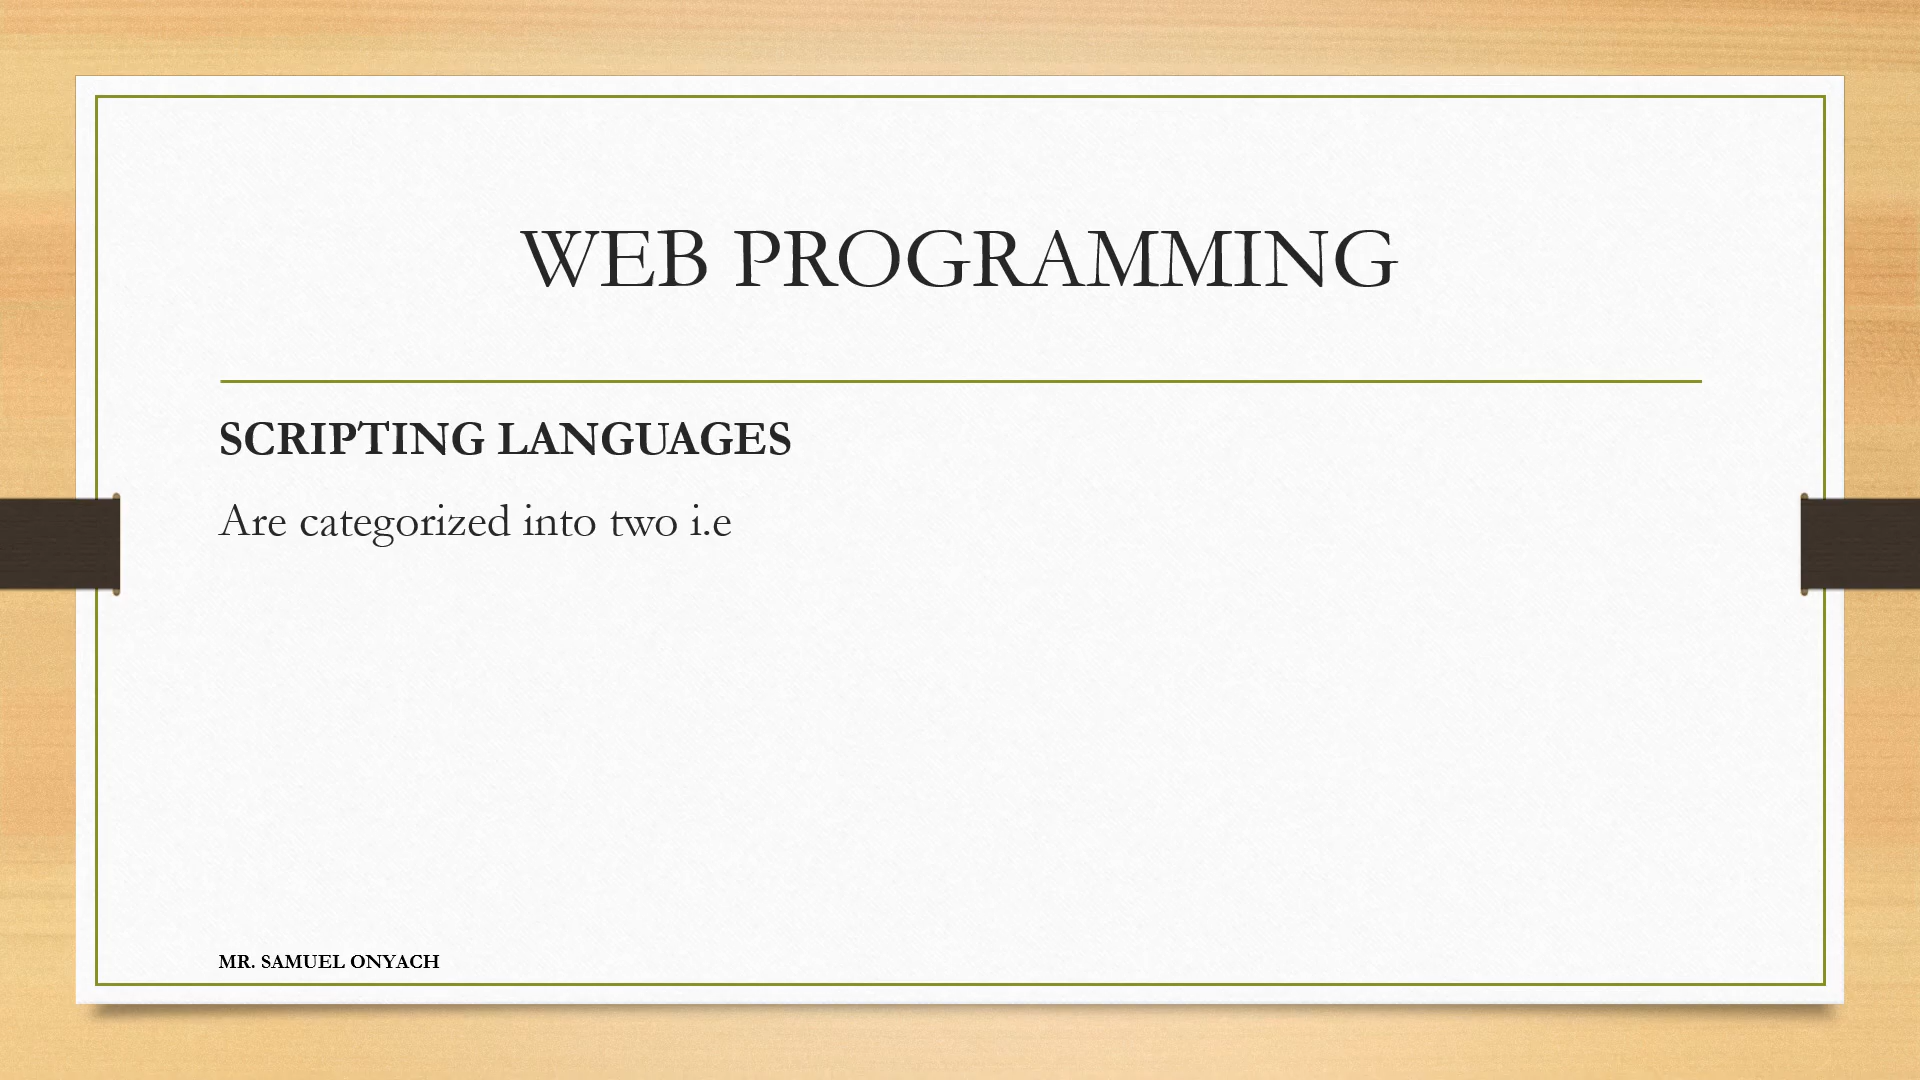 WEB PROGRAMMING
SCRIPTING LANGUAGES
Are categorized into two i.e
MR. SAMUEL ONYACH